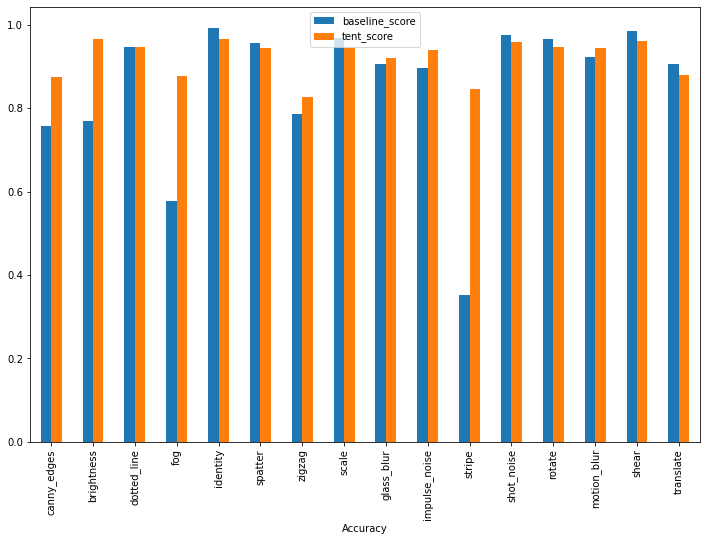 baseline_score
tent_score
1.0
0.8
0.6
0.4
0.2
0.0
canny_edges
brightness
dotted_line
fog
identity
spatter
zigzag
scale
glass_blur
impulse_noise
stripe
shot_noise
rotate
motion_blur
shear
translate
Accuracy